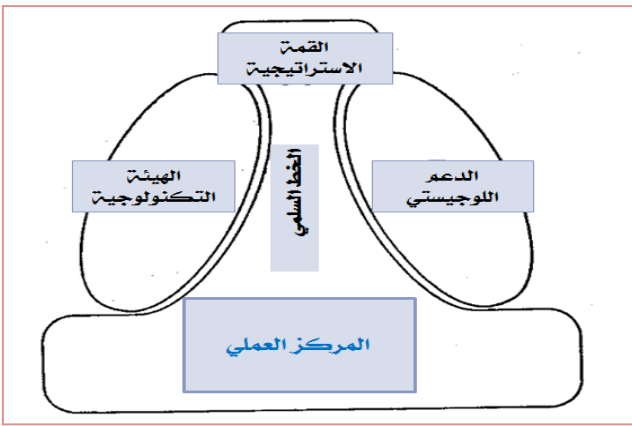 القمة
الاستراتيجية
الهيئة
التكنولوجية
الخط السلمي
الدعم
اللوجيستي
المركز العملي